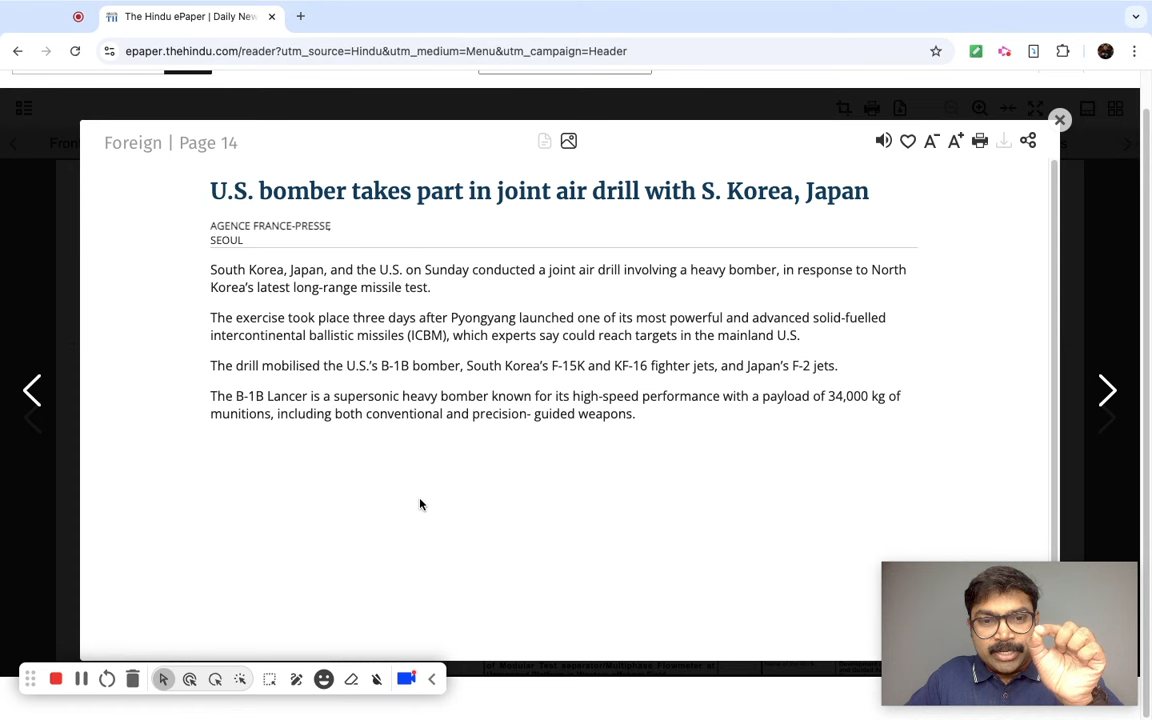 The Hindu ePaper | Daily New
epaper.thehindu.com/reader?utm_source=Hindu&utm_medium=Menu&utm_campaign=Header
Foreign | Page 14
A-
A+
U.S. bomber takes part in joint air drill with S. Korea, Japan
AGENCE FRANCE-PRESSE
SEOUL
South Korea, Japan, and the U.S. on Sunday conducted a joint air drill involving a heavy bomber, in response to North
Korea's latest long-range missile test.
The exercise took place three days after Pyongyang launched one of its most powerful and advanced solid-fuelled
intercontinental ballistic missiles (ICBM), which experts say could reach targets in the mainland U.S.
The drill mobilised the U.S.'s B-1B bomber, South Korea's F-15K and KF-16 fighter jets, and Japan's F-2 jets.
The B-1B Lancer is a supersonic heavy bomber known for its high-speed performance with a payload of 34,000 kg of
munitions, including both conventional and precision- guided weapons.
of Modular Test separator/Multiphase Flowmeter at